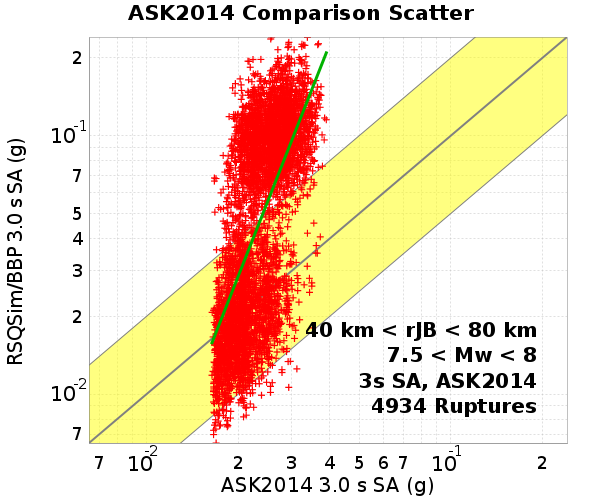 ASK2014 Comparison Scatter
RSQSim/BBP 3.0 s SA (g)
2
10-1
7
5
4
3
2
10-2
7
40 km < rJB < 80 km
7.5 < Mw < 8
3s SA, ASK2014
4934 Ruptures
7 10-2 2 3 4 5 6 7 10-1 2
ASK2014 3.0 s SA (g)